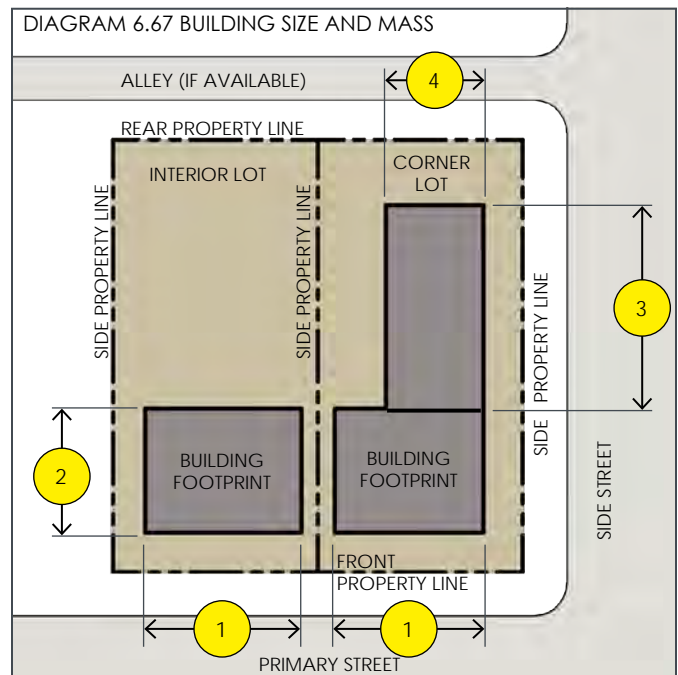 DIAGRAM 6.67 BUILDING SIZE AND MASS
ALLEY (IF AVAILABLE)
4
REAR PROPERTY LINE
INTERIOR LOT
CORNER
LOT
SIDE PROPERTY LINE
SIDE PROPERTY LINE
SIDE PROPERTY LINE
3
2
BUILDING
FOOTPRINT
BUILDING
FOOTPRINT
SIDE STREET
FRONT
PROPERTY LINE
1
1
PRIMARY STREET